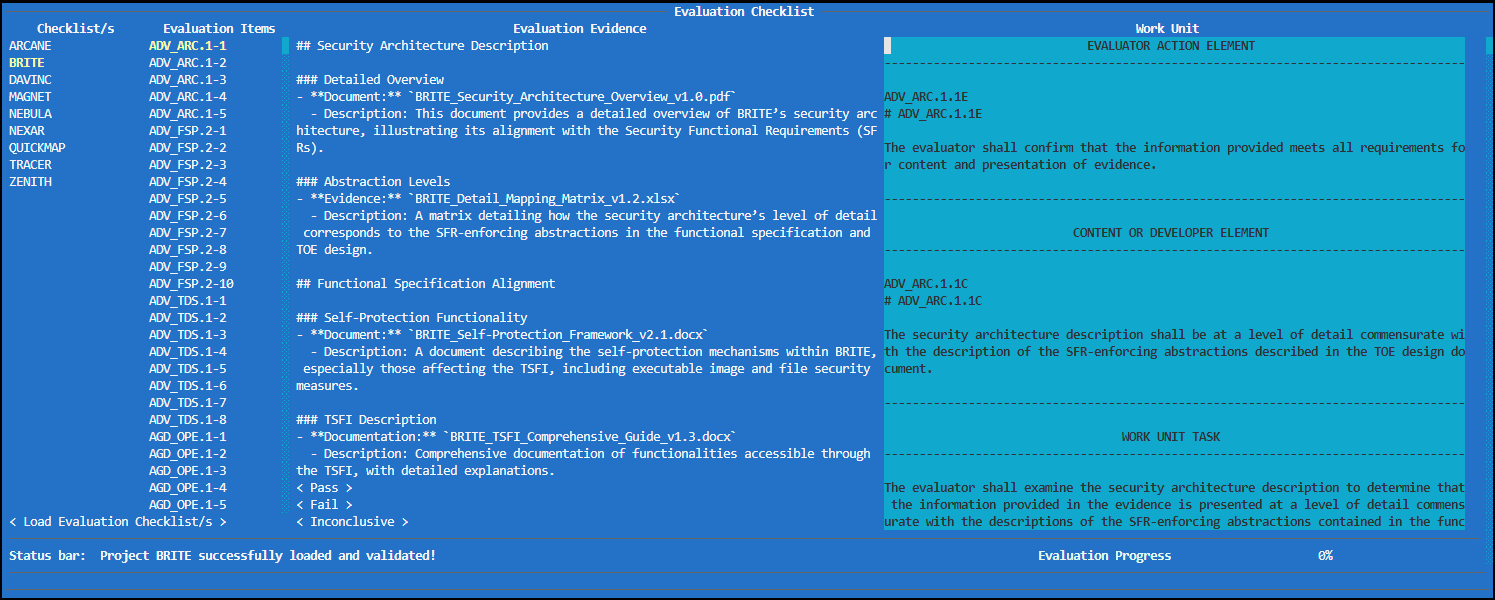 Evaluation Checklist
Checklist/s
ARCANE
BRITE
DAVINC
MAGNET
NEBULA
NEXAR
QUICKMAP
TRACER
ZENITH
< Load Evaluation Checklist/s >
Evaluation Items
ADV_ARC.1-1
ADV_ARC.1-2
ADV_ARC.1-3
ADV_ARC.1-4
ADV_ARC.1-5
ADV_FSP.2-1
ADV_FSP.2-2
ADV_FSP.2-3
ADV_FSP.2-4
ADV_FSP.2-5
ADV_FSP.2-6
ADV_FSP.2-7
ADV_FSP.2-8
ADV_FSP.2-9
ADV_FSP.2-10
ADV_TDS.1-1
ADV_TDS.1-2
ADV_TDS.1-3
ADV_TDS.1-4
ADV_TDS.1-5
ADV_TDS.1-6
ADV_TDS.1-7
ADV_TDS.1-8
AGD_OPE.1-1
AGD_OPE.1-2
AGD_OPE.1-3
AGD_OPE.1-4
AGD_OPE.1-5
Evaluation Evidence
## Security Architecture Description
### Detailed Overview
- **Document:** `BRITE_Security_Architecture_Overview_v1.0.pdf`
- Description: This document provides a detailed overview of BRITE’s security arc
hitecture, illustrating its alignment with the Security Functional Requirements (SF
Rs).
### Abstraction Levels
- **Evidence:** `BRITE_Detail_Mapping_Matrix_v1.2.xlsx`
- Description: A matrix detailing how the security architecture’s level of detail
corresponds to the SFR-enforcing abstractions in the functional specification and
TOE design.
## Functional Specification Alignment
### Self-Protection Functionality
- **Document:** `BRITE_Self-Protection_Framework_v2.1.docx`
- Description: A document describing the self-protection mechanisms within BRITE,
especially those affecting the TSFI, including executable image and file security
measures.
### TSFI Description
- **Documentation:** `BRITE_TSFI_Comprehensive_Guide_v1.3.docx`
- Description: Comprehensive documentation of functionalities accessible through
the TSFI, with detailed explanations.
< Pass >
< Fail >
< Inconclusive >
Work Unit
EVALUATOR ACTION ELEMENT
-----------------------------------------------------------------------------------
ADV_ARC.1.1E
# ADV_ARC.1.1E
The evaluator shall confirm that the information provided meets all requirements fo
r content and presentation of evidence.
-----------------------------------------------------------------------------------
CONTENT OR DEVELOPER ELEMENT
-----------------------------------------------------------------------------------
ADV_ARC.1.1C
# ADV_ARC.1.1C
The security architecture description shall be at a level of detail commensurate wi
th the description of the SFR-enforcing abstractions described in the TOE design do
cument.
-----------------------------------------------------------------------------------
WORK UNIT TASK
-----------------------------------------------------------------------------------
The evaluator shall examine the security architecture description to determine that
the information provided in the evidence is presented at a level of detail commens
urate with the descriptions of the SFR-enforcing abstractions contained in the func
Status bar: Project BRITE successfully loaded and validated!
Evaluation Progress 0%